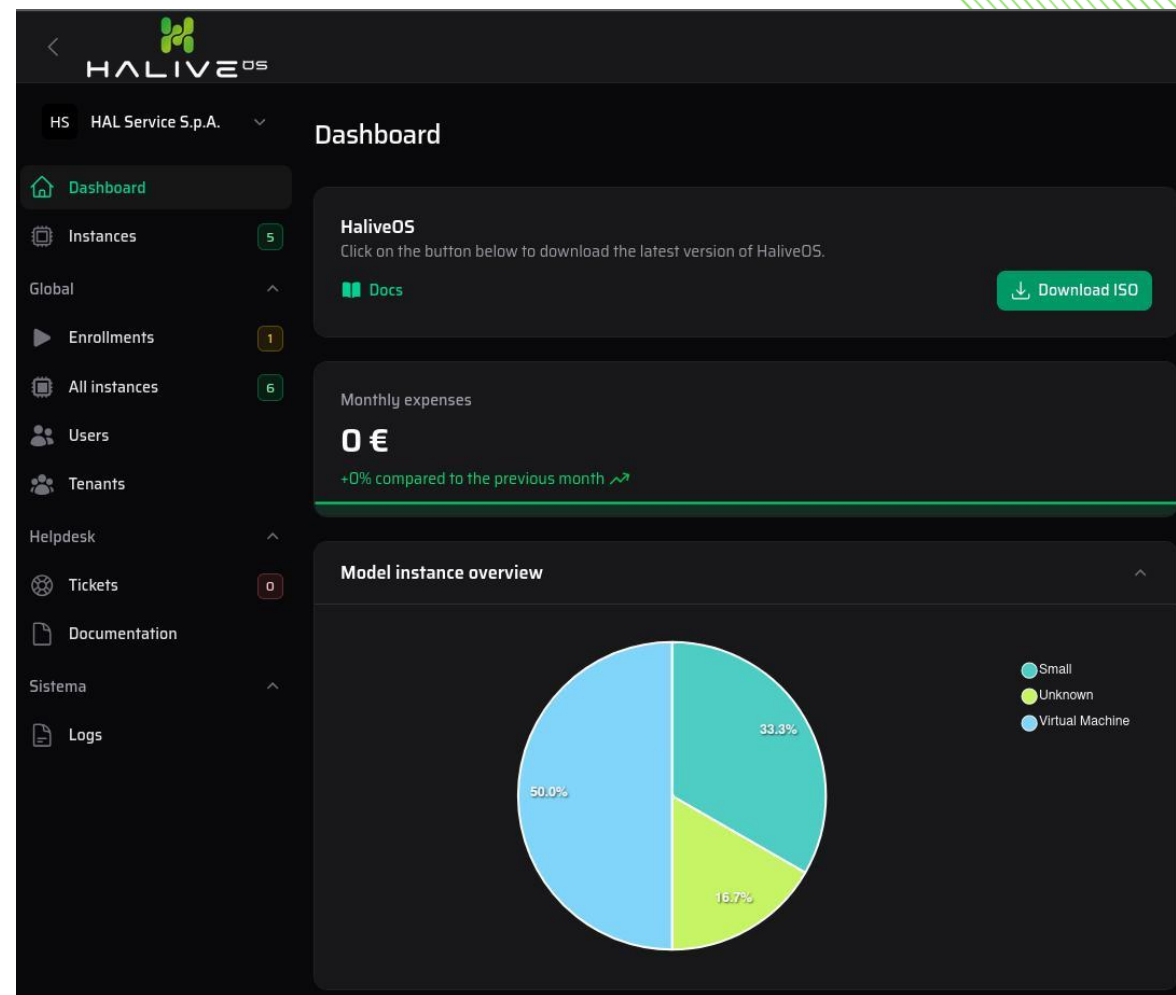 HALIVE OS
HS HAL Service S.p.A.
Dashboard
Instances 5
Global
Enrollments 1
All instances 6
Users
Tenants
Helpdesk
Tickets 0
Documentation
Sistema
Logs
Dashboard
HaliveOS
Click on the button below to download the latest version of HaliveOS.
Docs
Download ISO
Monthly expenses
0 €
+0% compared to the previous month
Model instance overview
33.3%
50.0%
16.7%
Small
Unknown
Virtual Machine